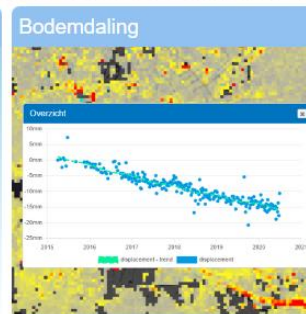 Bodemdaling
Overzicht
10mm
5mm
0mm
-5mm
-10mm
-15mm
-20mm
-25mm
2015 2016 2017 2018 2019 2020 2021
displacement - trend displacement